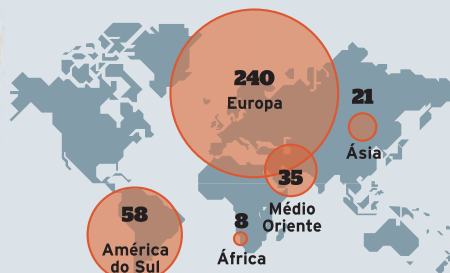 240
Europa
21
Ásia
35
Médio
Oriente
58
América
do Sul
8
África